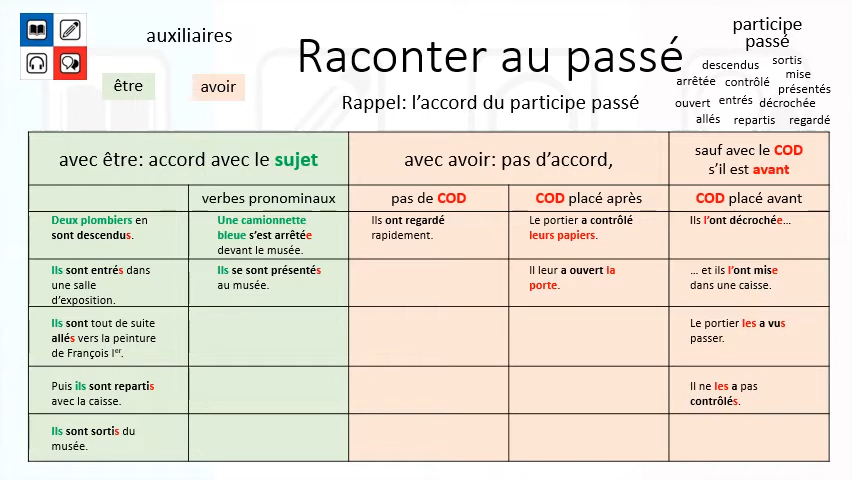 auxiliaires
être
avoir
Raconter au passé
Rappel: l’accord du participe passé
participe
passé
descendus
sortis
mise
arrêtée
contrôlé
présentés
ouvert
entrés
décrochée
allés
repartis
regardé
avec être: accord avec le sujet
avec avoir: pas d’accord,
sauf avec le COD
s’il est avant
verbes pronominaux
pas de COD
COD placé après
COD placé avant
Deux plombiers en
sont descendus.
Une camionnette
bleue s’est arrêtée
devant le musée.
Ils ont regardé
rapidement.
Le portier a contrôlé
leurs papiers.
Ils l’ont décrochée…
Ils sont entrés dans
une salle
d’exposition.
Ils se sont présentés
au musée.
Il leur a ouvert la
porte.
… et ils l’ont mise
dans une caisse.
Ils sont tout de suite
allés vers la peinture
de François Ier.
Le portier les a vus
passer.
Puis ils sont repartis
avec la caisse.
Il ne les a pas
contrôlés.
Ils sont sortis du
musée.